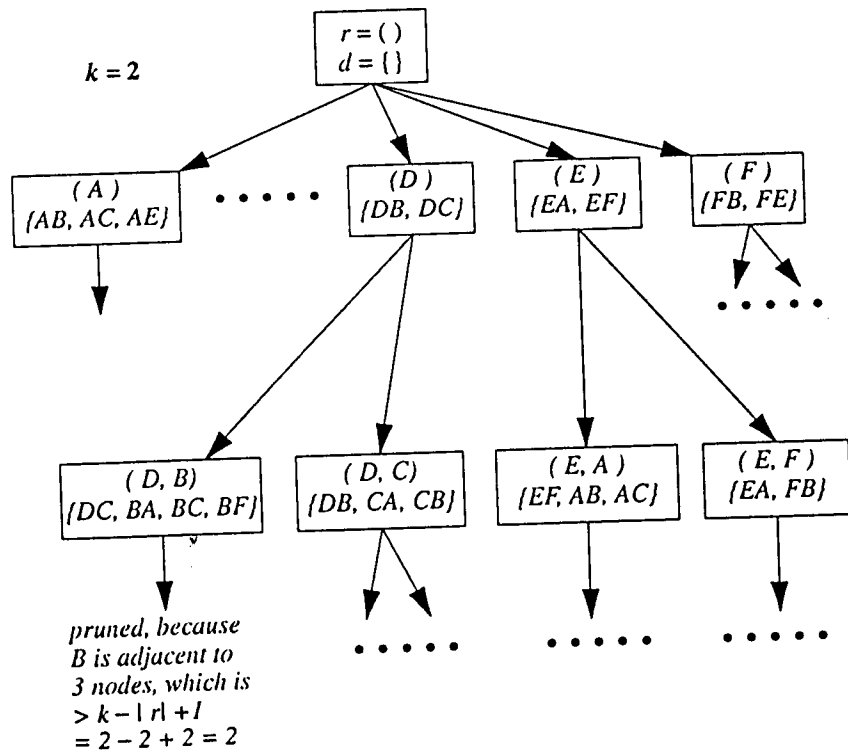 r = ( )
d = { }
k = 2
( A )
{AB, AC, AE}
( D )
{DB, DC}
( E )
{EA, EF}
( F )
{FB, FE}
( D, B)
{DC, BA, BC, BF}
( D, C)
{DB, CA, CB}
( E, A )
{EF, AB, AC}
( E, F )
{EA, FB}
pruned, because
B is adjacent to
3 nodes, which is
> k – | r| + 1
= 2 – 2 + 2 = 2